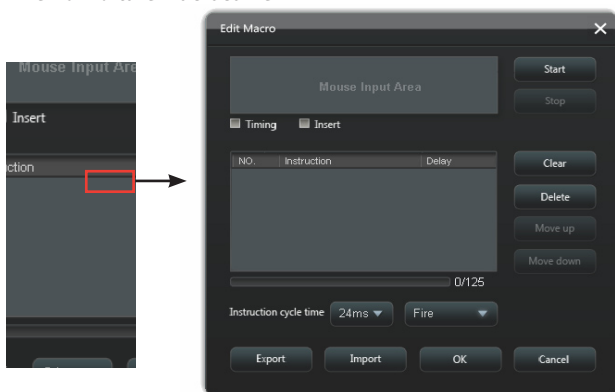 Mouse Input Are
Insert
ction
Edit Macro
Mouse Input Area
Start
Stop
Timing Insert
NO. Instruction Delay
Clear
Delete
Move up
Move down
0/125
Instruction cycle time 24ms Fire
Export Import OK Cancel